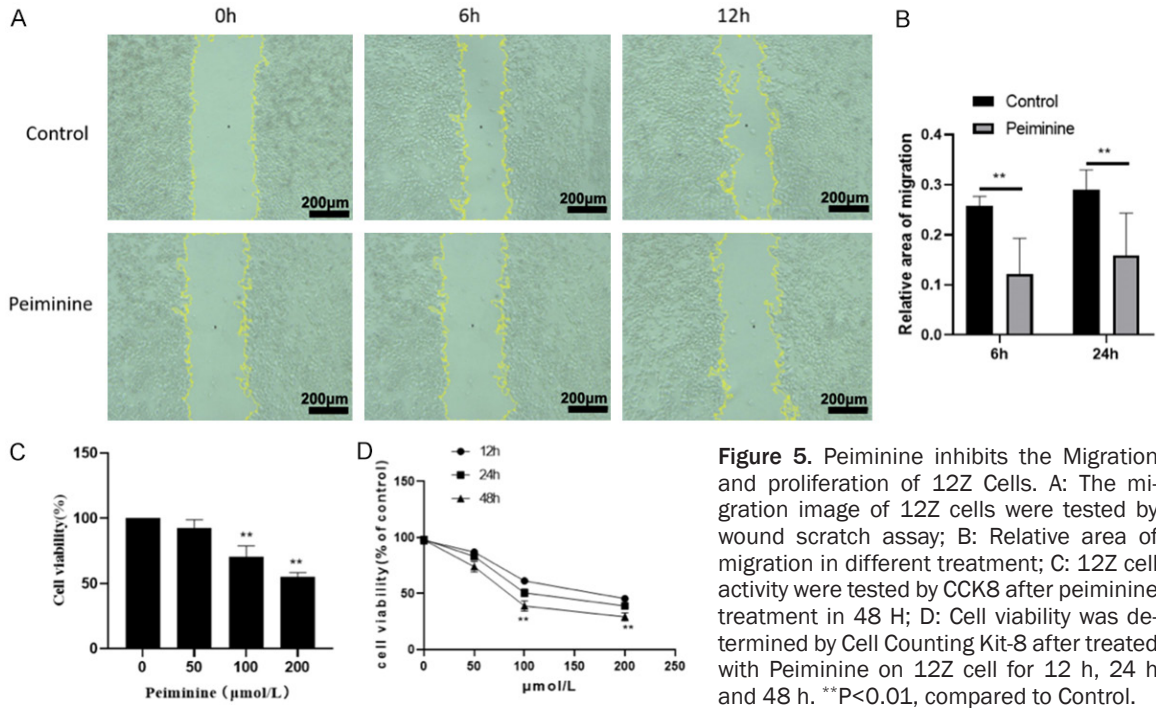 A
0h
6h
12h
Control
200μm
200μm
200μm
Peiminine
200μm
200μm
200μm
B
Control
Peiminine
Relative area of migration
0.4
0.3
0.2
0.1
0.0
**
**
6h
24h
C
Cell viability(%)
150
100
50
0
**
**
0
50
100
200
Peiminine (μmol/L)
D
12h
24h
48h
cell viability(% of control)
150
100
50
0
**
**
0
50
100
150
200
250
μmol/L
Figure 5. Peiminine inhibits the Migration
and proliferation of 12Z Cells. A: The mi-
gration image of 12Z cells were tested by
wound scratch assay; B: Relative area of
migration in different treatment; C: 12Z cell
activity were tested by CCK8 after peiminine
treatment in 48 H; D: Cell viability was de-
termined by Cell Counting Kit-8 after treated
with Peiminine on 12Z cell for 12 h, 24 h
and 48 h. **P<0.01, compared to Control.